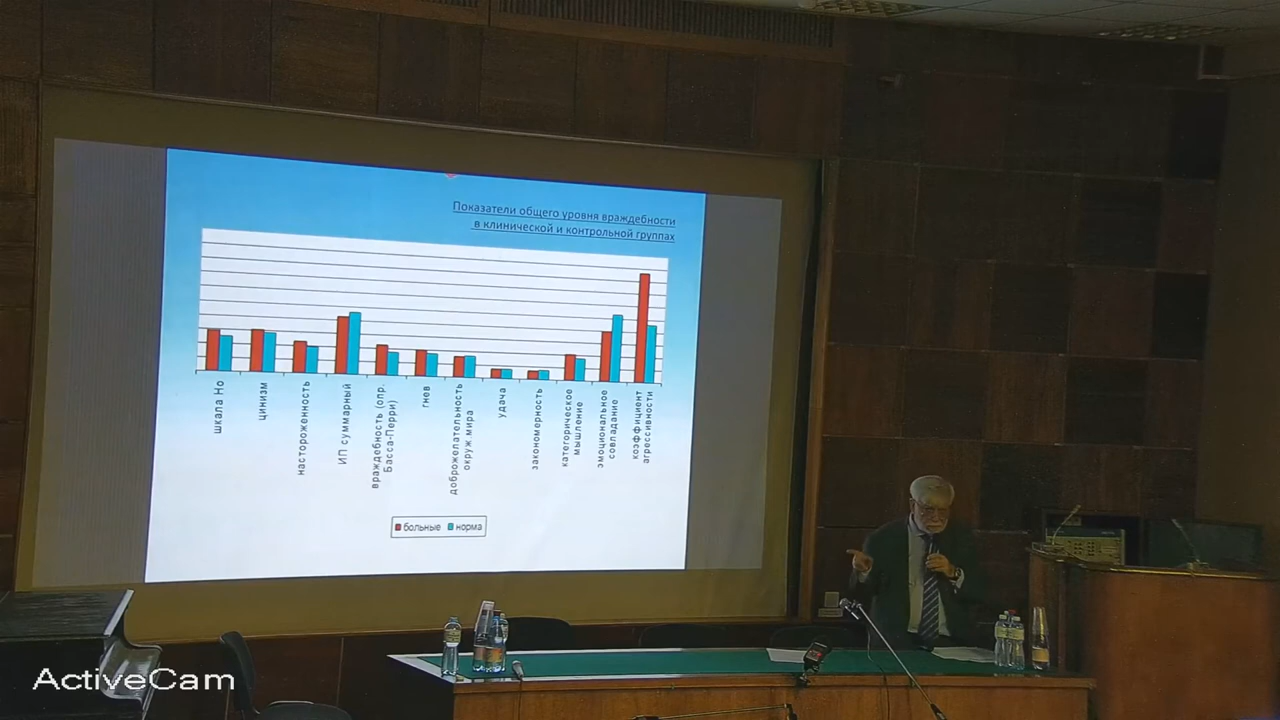 Показатели общего уровня враждебности
в клинической и контрольной группах
шкала Но
цинизм
настороженность
ИП суммарный
враждебность (опр.
Басса-Перри)
гнев
доброжелательность
окруж. мира
удача
закономерность
категорическое
мышление
эмоциональное
совпадание
коэффициент
агрессивности
больные
норма
ActiveCam